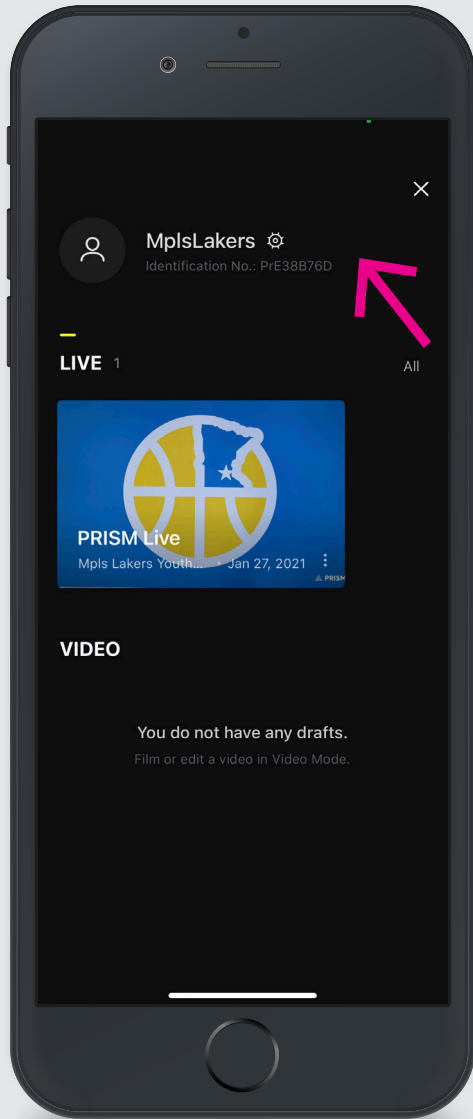 MplsLakers
Identification No.: PrE38B76D
LIVE 1
All
PRISM Live
Mpls Lakers Youth... · Jan 27, 2021
PRISM
VIDEO
You do not have any drafts.
Film or edit a video in Video Mode.